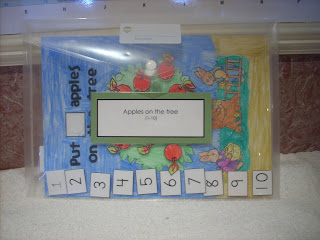 Put apples
on the tree
Apples on the tree
(1-10)
1 2 3 4 5 6 7 8 9 10